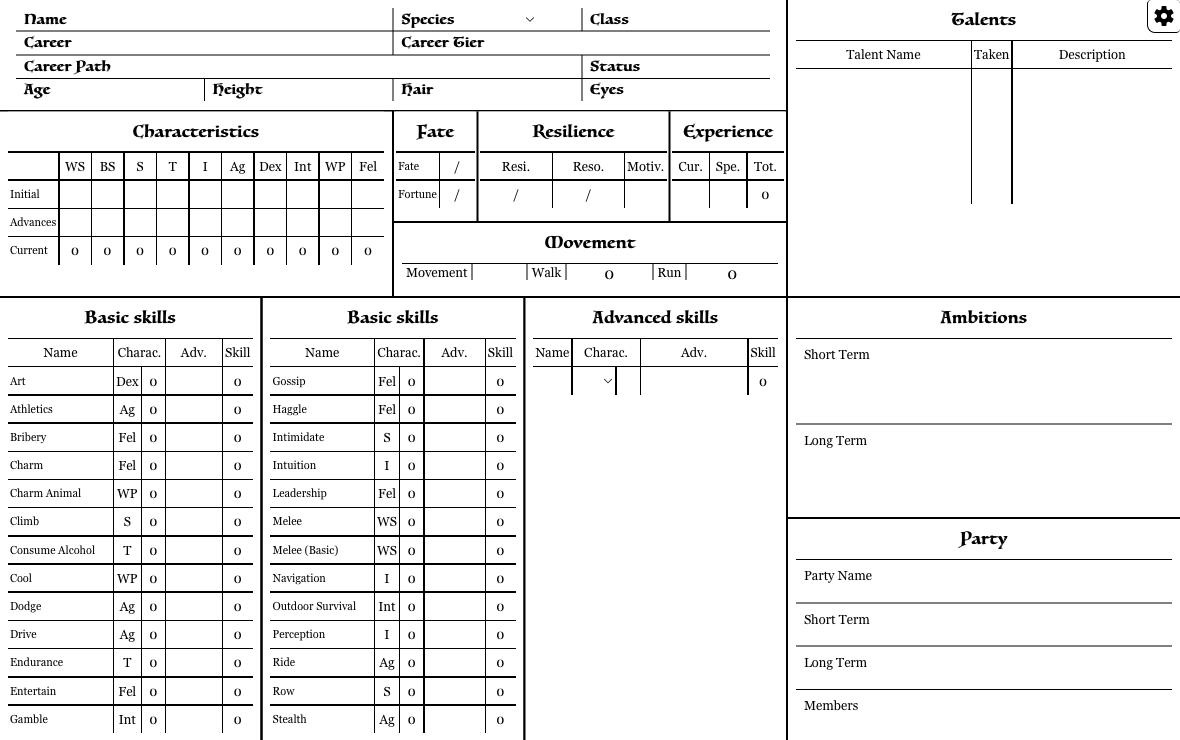 Name Species Class
Career Career Tier
Career Path Status
Age Height Hair Eyes
Characteristics
WS BS S T I Ag Dex Int WP Fel
Initial
Advances
Current 0 0 0 0 0 0 0 0 0 0
Fate
Fate /
Fortune /
Resilience
Resi. Reso. Motiv.
/ /
Experience
Cur. Spe. Tot.
0
Movement
Movement Walk 0 Run 0
Talents
Talent Name Taken Description
Basic skills
Name Charac. Adv. Skill
Art Dex 0 0
Athletics Ag 0 0
Bribery Fel 0 0
Charm Fel 0 0
Charm Animal WP 0 0
Climb S 0 0
Consume Alcohol T 0 0
Cool WP 0 0
Dodge Ag 0 0
Drive Ag 0 0
Endurance T 0 0
Entertain Fel 0 0
Gamble Int 0 0
Basic skills
Name Charac. Adv. Skill
Gossip Fel 0 0
Haggle Fel 0 0
Intimidate S 0 0
Intuition I 0 0
Leadership Fel 0 0
Melee WS 0 0
Melee (Basic) WS 0 0
Navigation I 0 0
Outdoor Survival Int 0 0
Perception I 0 0
Ride Ag 0 0
Row S 0 0
Stealth Ag 0 0
Advanced skills
Name Charac. Adv. Skill
0
Ambitions
Short Term
Long Term
Party
Party Name
Short Term
Long Term
Members